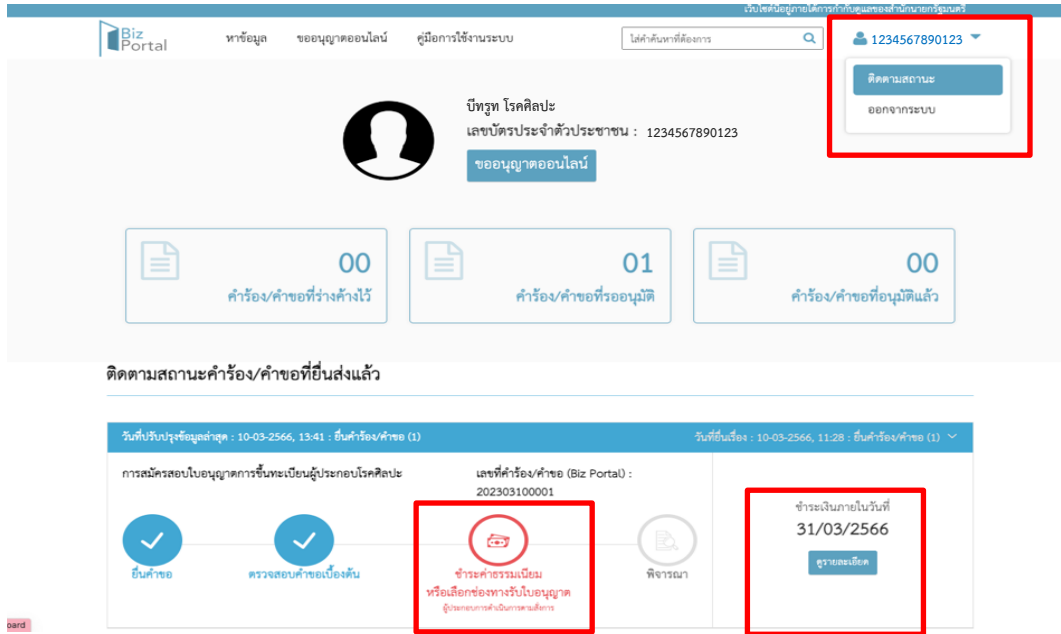 เว็บไซต์นี้อยู่ภายใต้การกำกับดูแลของสำนักนายกรัฐมนตรี
Biz Portal
หาข้อมูล ขออนุญาตออนไลน์ คู่มือการใช้งานระบบ ใส่คำค้นหาที่ต้องการ 1234567890123
ติดตามสถานะ
ออกจากระบบ
บีทรูท โรคศิลปะ
เลขบัตรประจำตัวประชาชน : 1234567890123
ขออนุญาตออนไลน์
00 01 00
คำร้อง/คำขอที่ร่างค้างไว้ คำร้อง/คำขอที่รออนุมัติ คำร้อง/คำขอที่อนุมัติแล้ว
ติดตามสถานะคำร้อง/คำขอที่ยื่นส่งแล้ว
วันที่ปรับปรุงข้อมูลล่าสุด : 10-03-2566, 13:41 : ยื่นคำร้อง/คำขอ (1) วันที่ยื่นเรื่อง : 10-03-2566, 11:28 : ยื่นคำร้อง/คำขอ (1)
การสมัครสอบใบอนุญาตการขึ้นทะเบียนผู้ประกอบโรคศิลปะ เลขที่คำร้อง/คำขอ (Biz Portal) :
202303100001
ชำระเงินภายในวันที่
31/03/2566
ดูรายละเอียด
ยื่นคำขอ ตรวจสอบคำขอเบื้องต้น ชำระค่าธรรมเนียม พิจารณา
หรือเลือกช่องทางรับใบอนุญาต
ผู้ประกอบการดำเนินการตามสั่งการ
oard